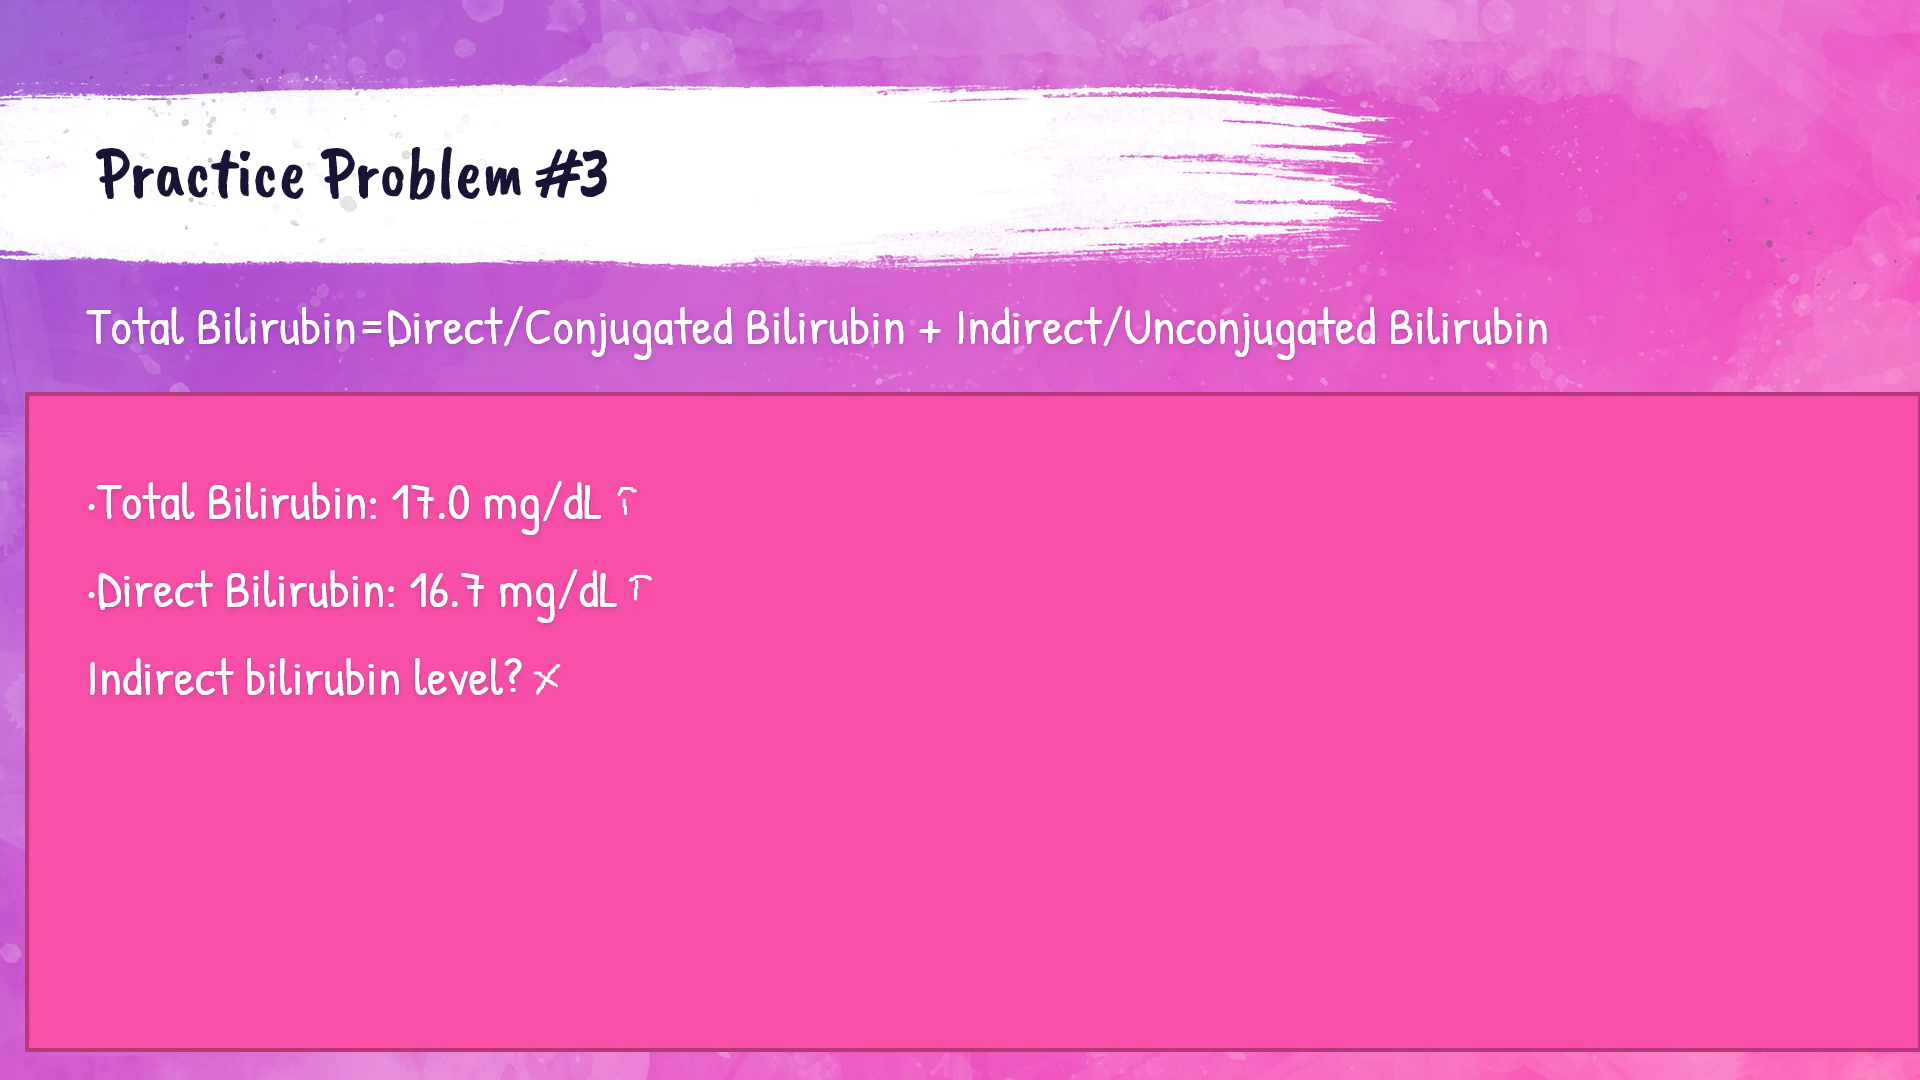 Practice Problem #3
Total Bilirubin=Direct/Conjugated Bilirubin + Indirect/Unconjugated Bilirubin
·Total Bilirubin: 17.0 mg/dL ↑
·Direct Bilirubin: 16.7 mg/dL ↑
Indirect bilirubin level? x